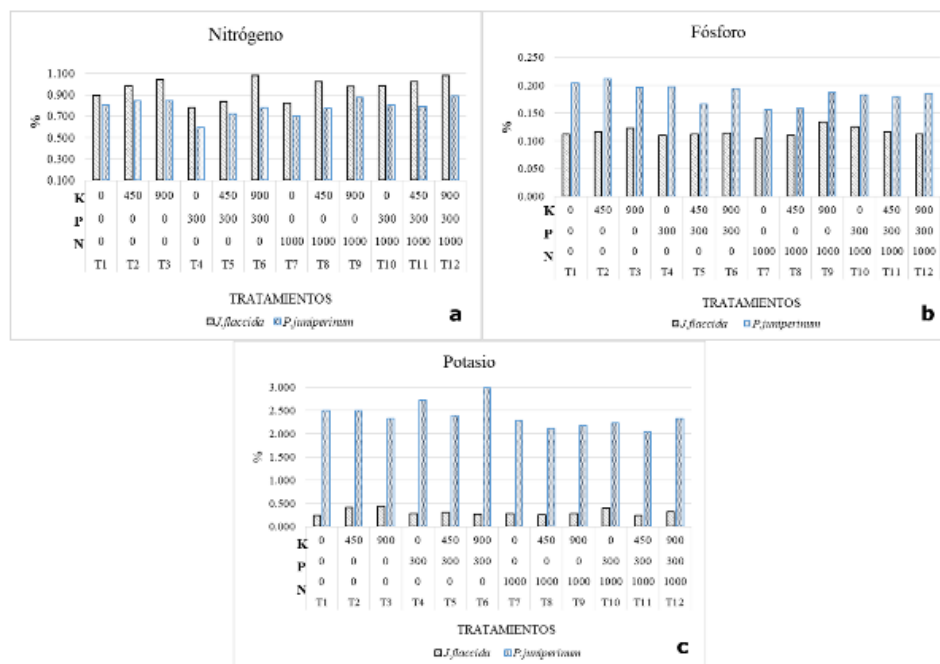 Nitrógeno
%
1.100
0.900
0.700
0.500
0.300
0.100
K 0 450 900 0 450 900 0 450 900 0 450 900
P 0 0 0 300 300 300 0 0 0 300 300 300
N 0 0 0 0 0 0 1000 1000 1000 1000 1000 1000
T1 T2 T3 T4 T5 T6 T7 T8 T9 T10 T11 T12
TRATAMIENTOS
J.flaccida P.juniperinum
a
Fósforo
%
0.250
0.200
0.150
0.100
0.050
0.000
K 0 450 900 0 450 900 0 450 900 0 450 900
P 0 0 0 300 300 300 0 0 0 300 300 300
N 0 0 0 0 0 0 1000 1000 1000 1000 1000 1000
T1 T2 T3 T4 T5 T6 T7 T8 T9 T10 T11 T12
TRATAMIENTOS
J.flaccida P.juniperinum
b
Potasio
%
3.000
2.500
2.000
1.500
1.000
0.500
0.000
K 0 450 900 0 450 900 0 450 900 0 450 900
P 0 0 0 300 300 300 0 0 0 300 300 300
N 0 0 0 0 0 0 1000 1000 1000 1000 1000 1000
T1 T2 T3 T4 T5 T6 T7 T8 T9 T10 T11 T12
TRATAMIENTOS
J.flaccida P.juniperinum
c